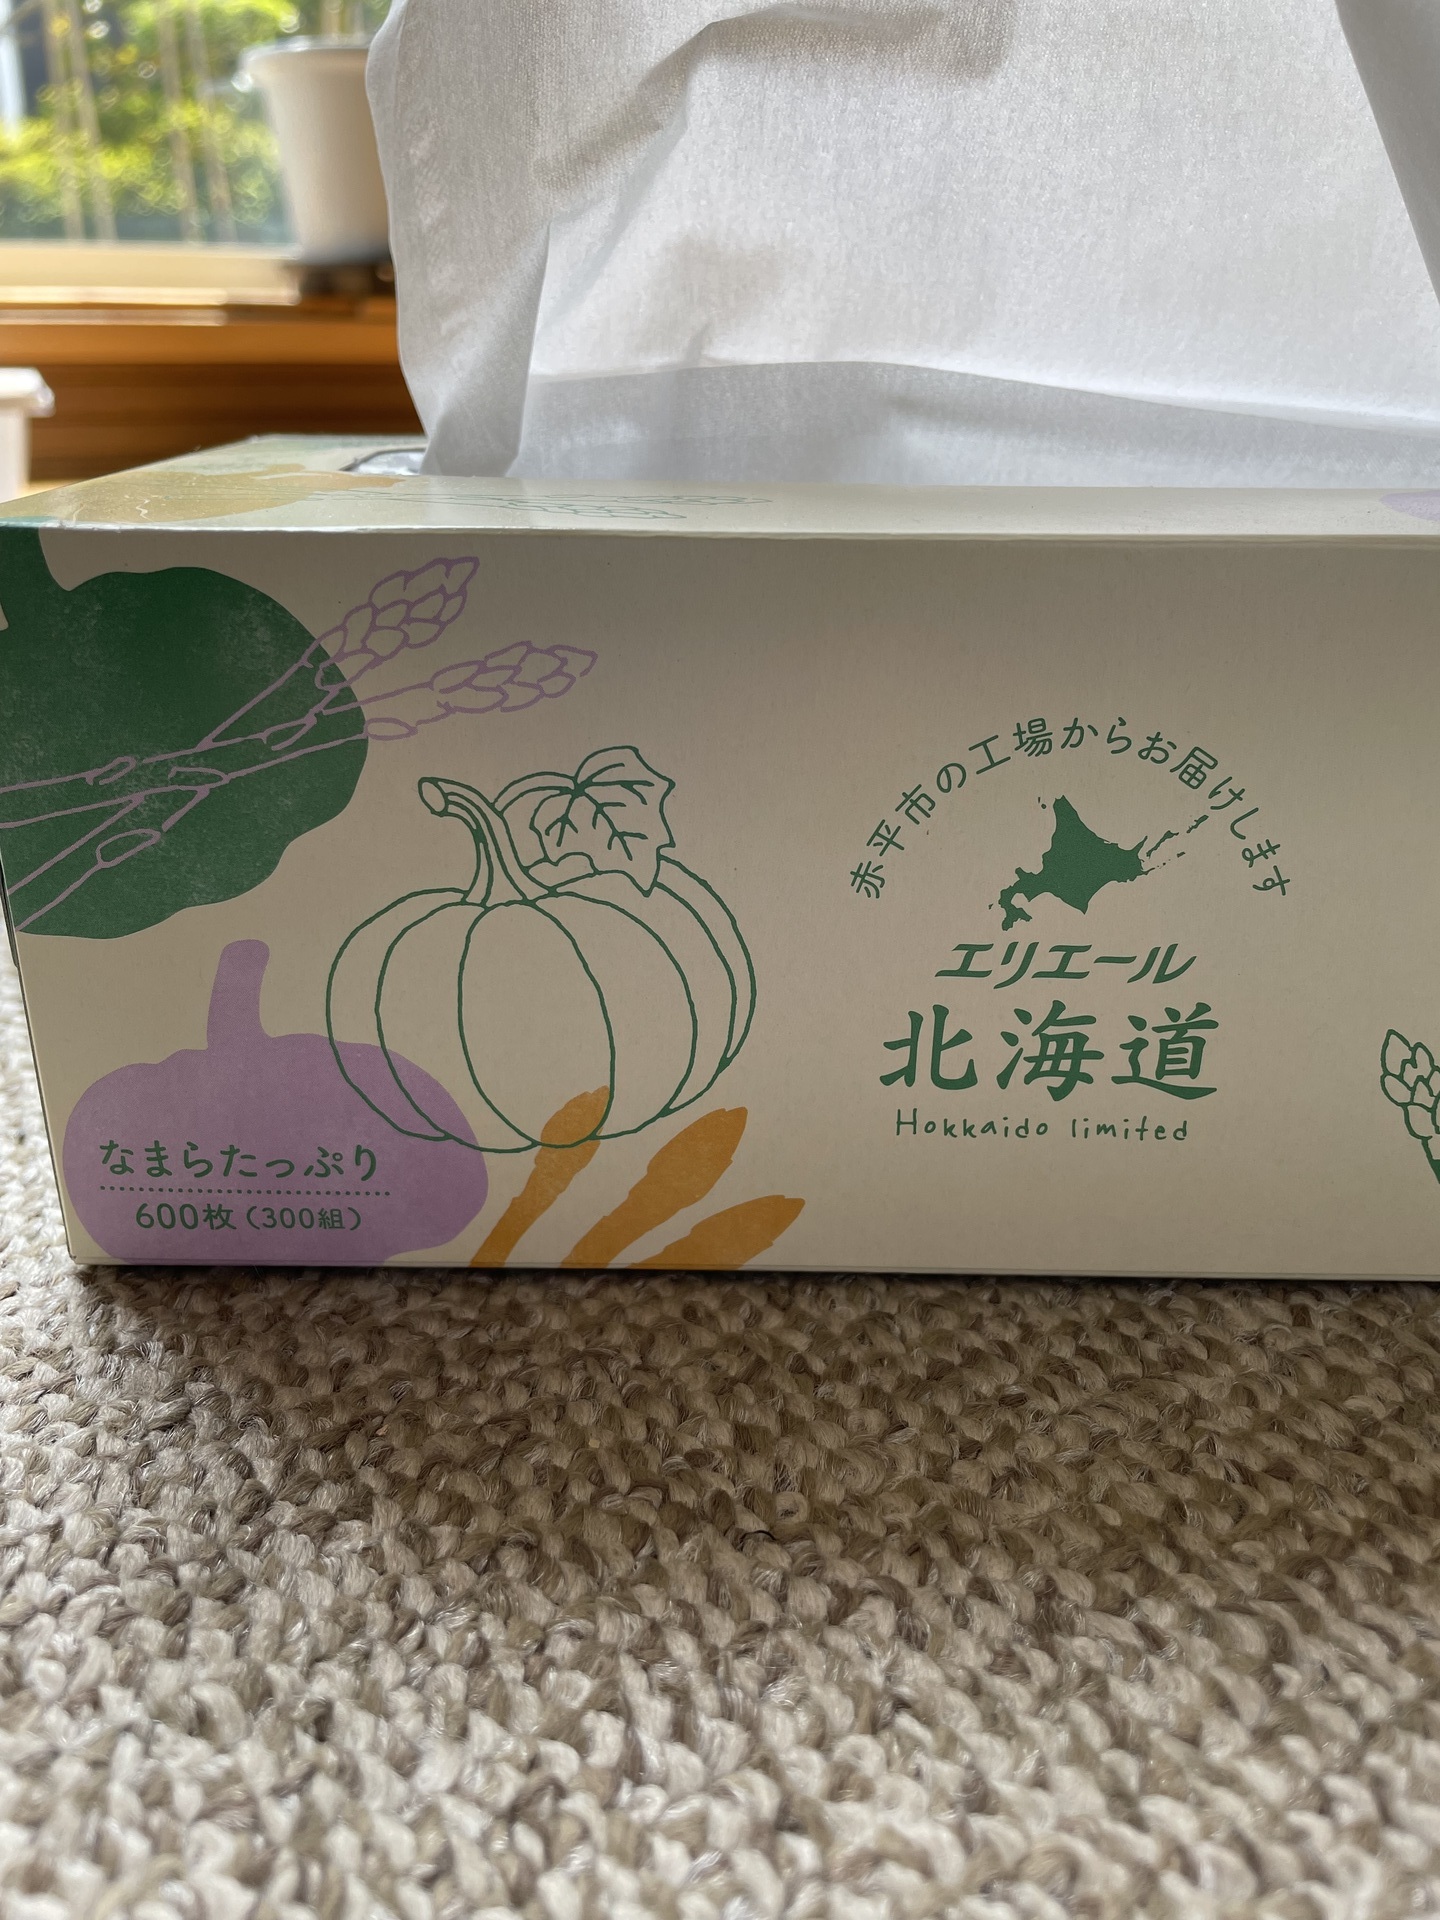 赤平市の工場からお届けします
エリエール
北海道
Hokkaido limited
なまらたっぷり
600枚(300組)